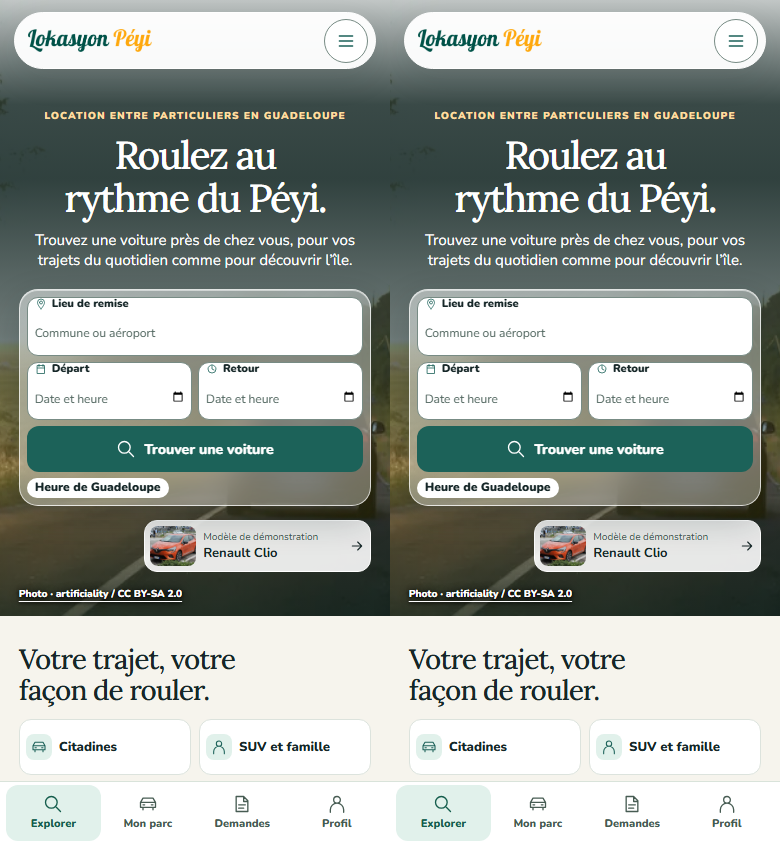 Lokasyon Péyi
LOCATION ENTRE PARTICULIERS EN GUADELOUPE
Roulez au
rythme du Péyi.
Trouvez une voiture près de chez vous, pour vos
trajets du quotidien comme pour découvrir l'île.
Lieu de remise
Commune ou aéroport
Départ
Retour
Date et heure
Date et heure
Trouver une voiture
Heure de Guadeloupe
Modèle de démonstration
Renault Clio
Photo · artificiality / CC BY-SA 2.0
Votre trajet, votre
façon de rouler.
Citadines
SUV et famille
Explorer
Mon parc
Demandes
Profil
Lokasyon Péyi
LOCATION ENTRE PARTICULIERS EN GUADELOUPE
Roulez au
rythme du Péyi.
Trouvez une voiture près de chez vous, pour vos
trajets du quotidien comme pour découvrir l'île.
Lieu de remise
Commune ou aéroport
Départ
Retour
Date et heure
Date et heure
Trouver une voiture
Heure de Guadeloupe
Modèle de démonstration
Renault Clio
Photo · artificiality / CC BY-SA 2.0
Votre trajet, votre
façon de rouler.
Citadines
SUV et famille
Explorer
Mon parc
Demandes
Profil